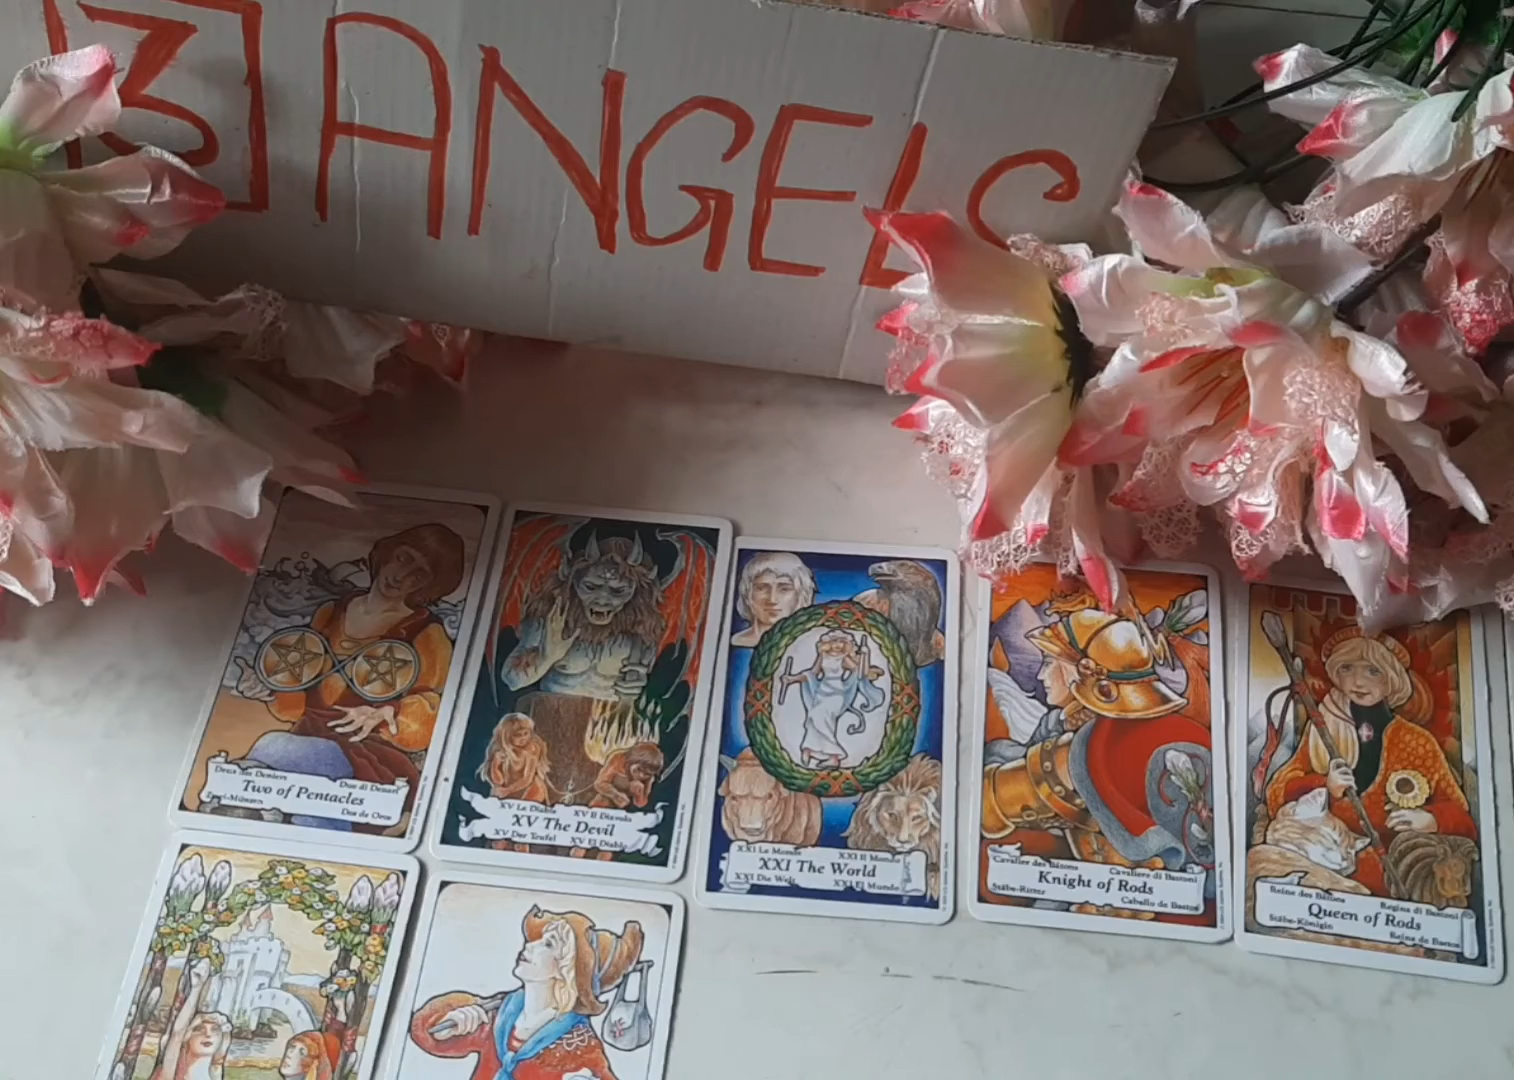 3 ANGELS
Deux des Deniers Due di Denari
Two of Pentacles
Zwei-Münzen Dos de Oros
XV Le Diable XV Il Diavolo
XV The Devil
XV Der Teufel XV El Diablo
XXI Le Monde XXI Il Mondo
XXI The World
XXI Die Welt XXI El Mundo
Cavalier des Bâtons Cavaliere di Bastoni
Knight of Rods
Stäbe-Ritter Caballo de Bastos
Reine des Bâtons Regina di Bastoni
Queen of Rods
Stäbe-Königin Reina de Bastos